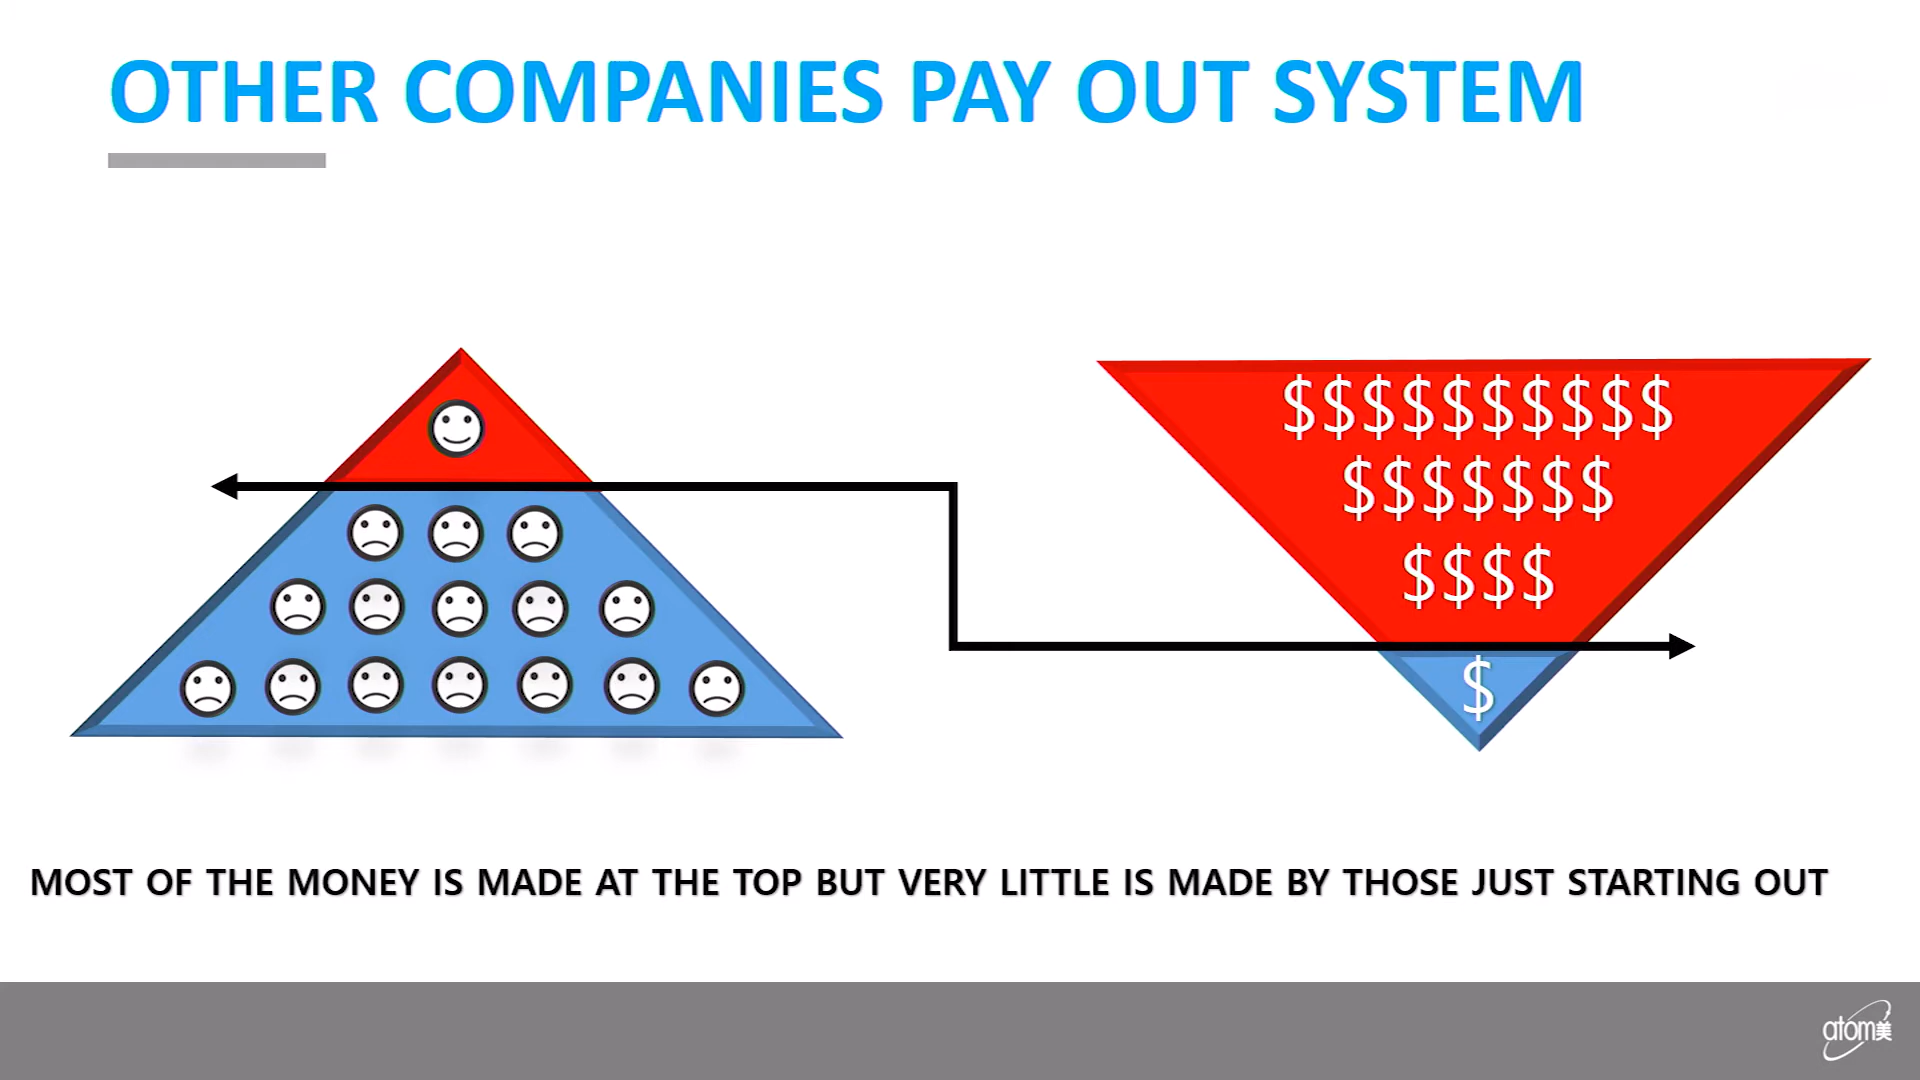 OTHER COMPANIES PAY OUT SYSTEM
$$$$$$$$$$
$$$$$$$
$$$$
$
MOST OF THE MONEY IS MADE AT THE TOP BUT VERY LITTLE IS MADE BY THOSE JUST STARTING OUT
atom美